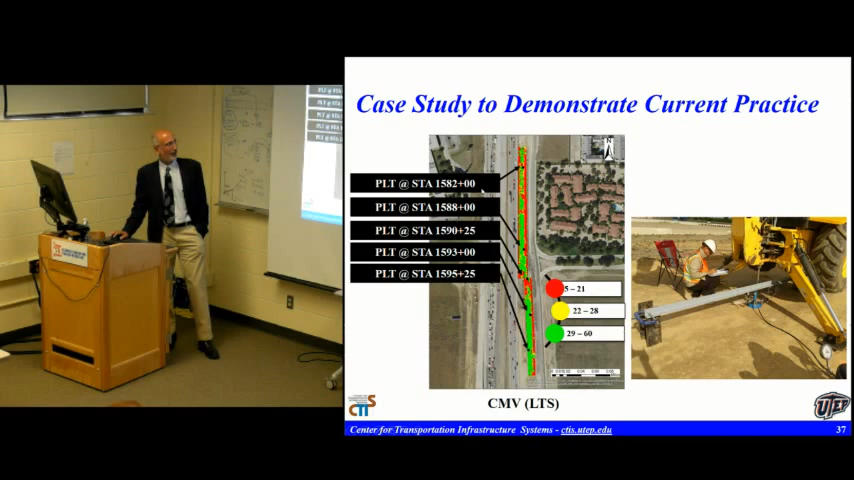 Case Study to Demonstrate Current Practice
PLT @ STA 1582+00
PLT @ STA 1588+00
PLT @ STA 1590+25
PLT @ STA 1593+00
PLT @ STA 1595+25
5 – 21
22 – 28
29 – 60
N
CMV (LTS)
CTIS
UTEP
Center for Transportation Infrastructure Systems - ctis.utep.edu
37